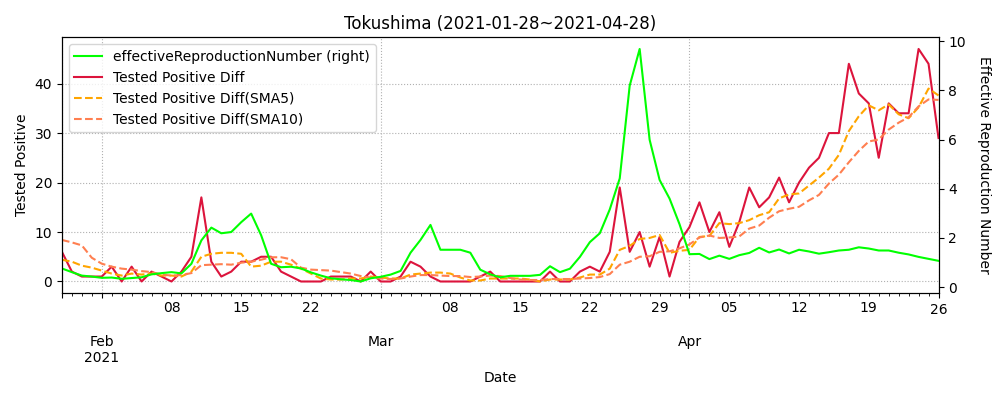 Tokushima (2021-01-28~2021-04-28)
effectiveReproductionNumber (right)
Tested Positive Diff
Tested Positive Diff(SMA5)
Tested Positive Diff(SMA10)
Tested Positive
0
10
20
30
40
Effective Reproduction Number
0
2
4
6
8
10
08 15 22 08 15 22 29 05 12 19 26
Feb Mar Apr
2021
Date